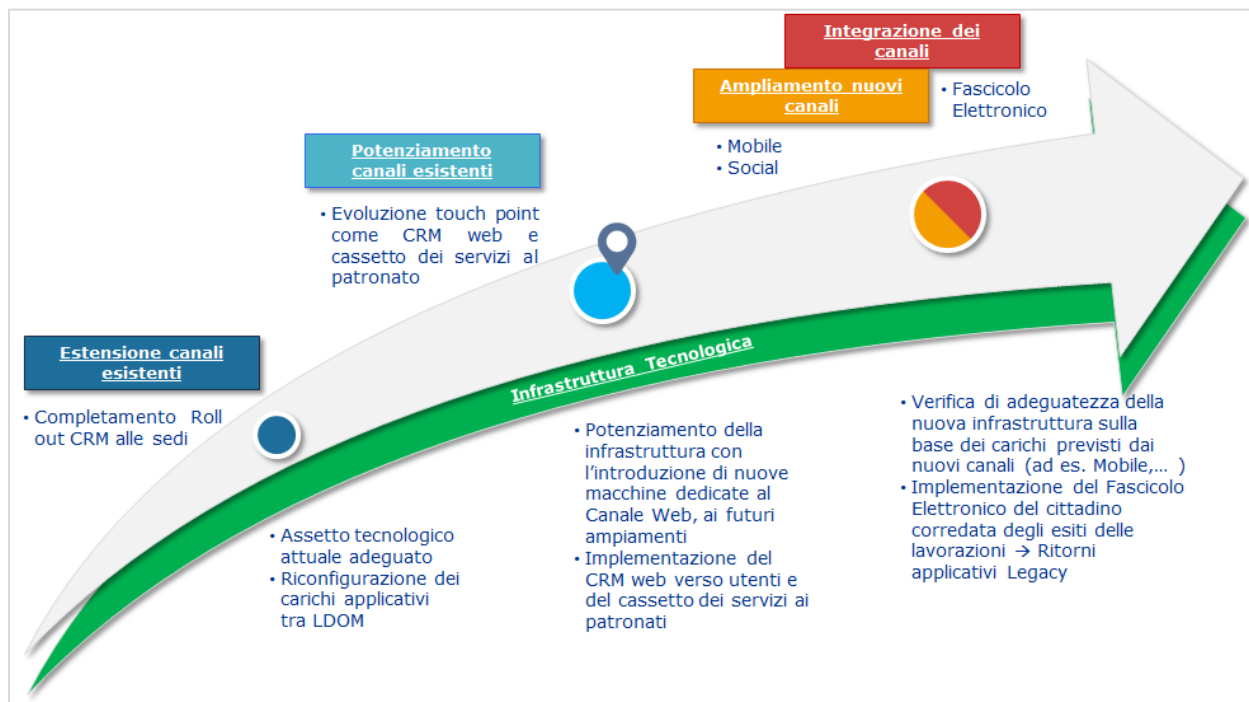 Integrazione dei
canali
• Fascicolo
Elettronico
Ampliamento nuovi
canali
• Mobile
• Social
Potenziamento
canali esistenti
• Evoluzione touch point
come CRM web e
cassetto dei servizi al
patronato
Estensione canali
esistenti
• Completamento Roll
out CRM alle sedi
Infrastruttura Tecnologica
• Assetto tecnologico
attuale adeguato
• Riconfigurazione dei
carichi applicativi
tra LDOM
• Potenziamento della
infrastruttura con
l’introduzione di nuove
macchine dedicate al
Canale Web, ai futuri
ampiamenti
• Implementazione del
CRM web verso utenti e
del cassetto dei servizi ai
patronati
• Verifica di adeguatezza della
nuova infrastruttura sulla
base dei carichi previsti dai
nuovi canali (ad es. Mobile,… )
• Implementazione del Fascicolo
Elettronico del cittadino
corredata degli esiti delle
lavorazioni → Ritorni
applicativi Legacy